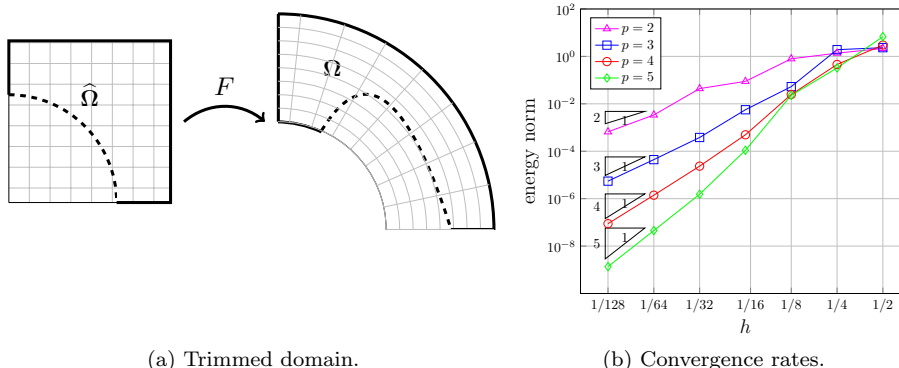 $\widehat{\Omega}$
F
Ω
(a) Trimmed domain.
energy norm
10^2
10^0
10^{-2}
10^{-4}
10^{-6}
10^{-8}
p = 2
p = 3
p = 4
p = 5
2 1
3 1
4 1
5 1
1/128 1/64 1/32 1/16 1/8 1/4 1/2
h
(b) Convergence rates.